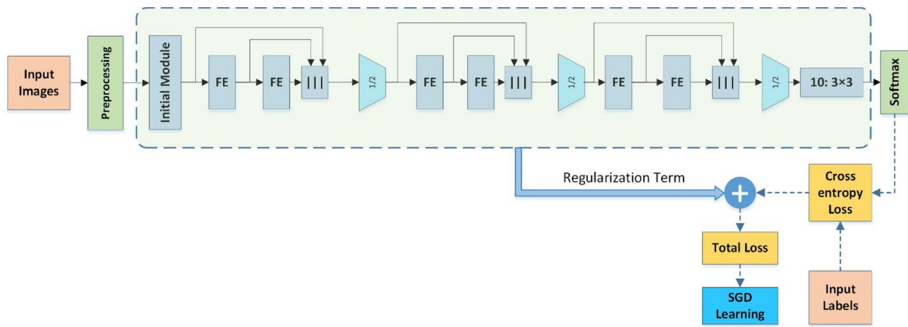 Input
Images
Preprocessing
Initial Module
FE
FE
|||
1/2
FE
FE
|||
1/2
FE
FE
|||
1/2
10: 3×3
Softmax
Regularization Term
+
Cross
entropy
Loss
Total Loss
SGD
Learning
Input
Labels